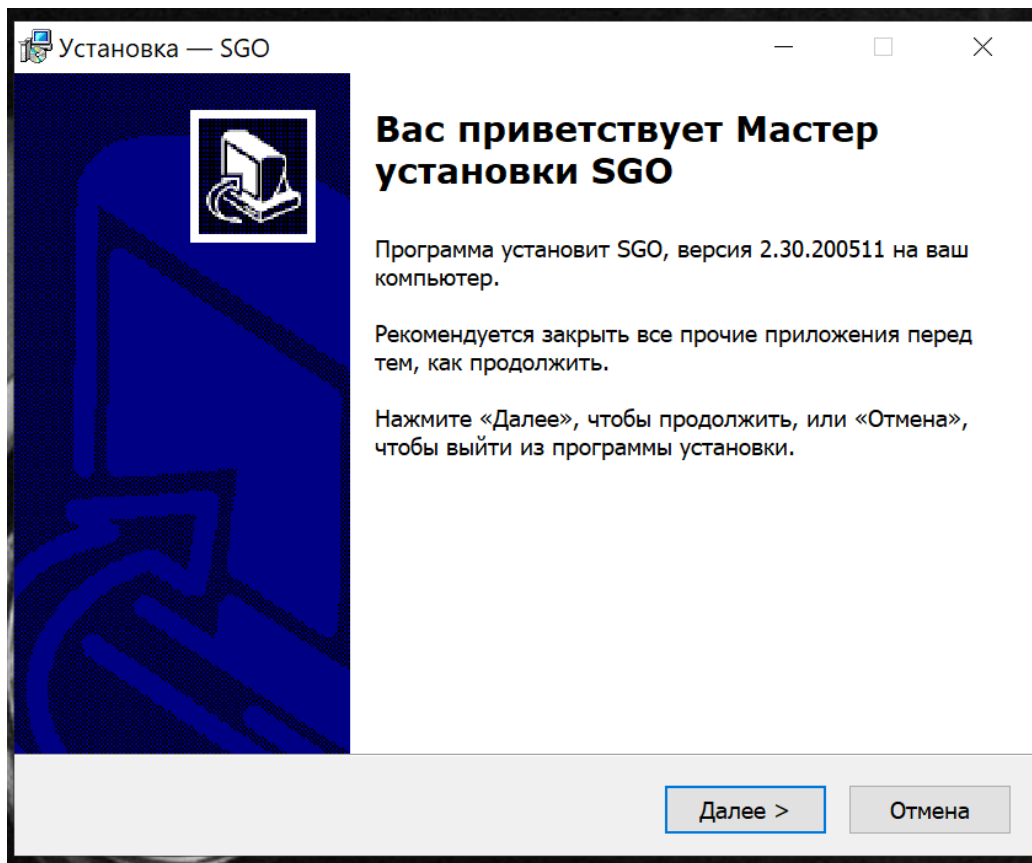 Установка — SGO
Вас приветствует Мастер
установки SGO
Программа установит SGO, версия 2.30.200511 на ваш
компьютер.
Рекомендуется закрыть все прочие приложения перед
тем, как продолжить.
Нажмите «Далее», чтобы продолжить, или «Отмена»,
чтобы выйти из программы установки.
Далее >
Отмена